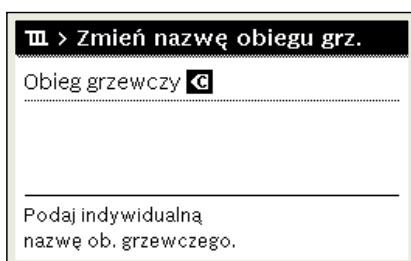 > Zmień nazwę obiegu grz.
Obieg grzewczy C
Podaj indywidualną
nazwę ob. grzewczego.